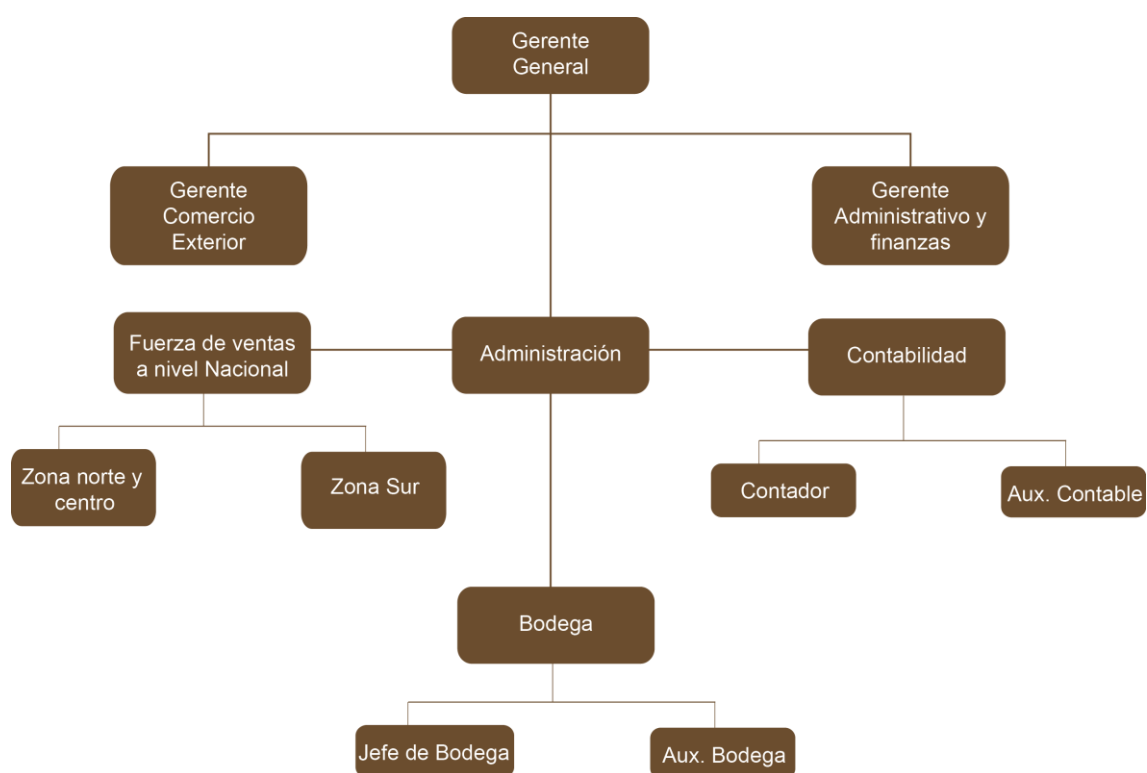 Gerente
General
Gerente
Comercio
Exterior
Gerente
Administrativo y
finanzas
Fuerza de ventas
a nivel Nacional
Administración
Contabilidad
Zona norte y
centro
Zona Sur
Contador
Aux. Contable
Bodega
Jefe de Bodega
Aux. Bodega